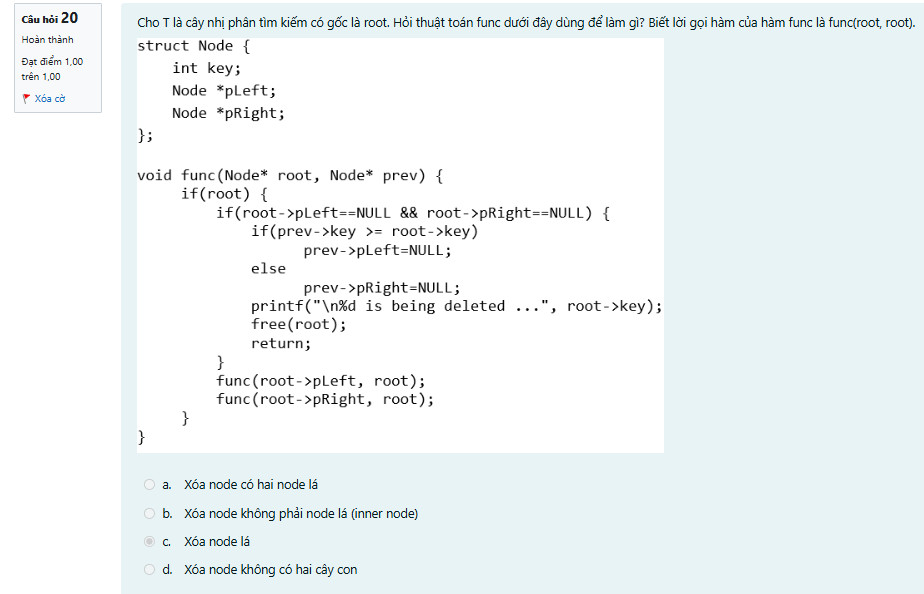 Câu hỏi 20
Hoàn thành
Đạt điểm 1,00
trên 1,00
Xóa cờ
Cho T là cây nhị phân tìm kiếm có gốc là root. Hỏi thuật toán func dưới đây dùng để làm gì? Biết lời gọi hàm của hàm func là func(root, root).
struct Node {
    int key;
    Node *pLeft;
    Node *pRight;
};
void func(Node* root, Node* prev) {
     if(root) {
         if(root->pLeft==NULL && root->pRight==NULL) {
             if(prev->key >= root->key)
                   prev->pLeft=NULL;
             else
                   prev->pRight=NULL;
             printf("\n%d is being deleted ...", root->key);
             free(root);
             return;
         }
         func(root->pLeft, root);
         func(root->pRight, root);
     }
}
a. Xóa node có hai node lá
b. Xóa node không phải node lá (inner node)
c. Xóa node lá
d. Xóa node không có hai cây con